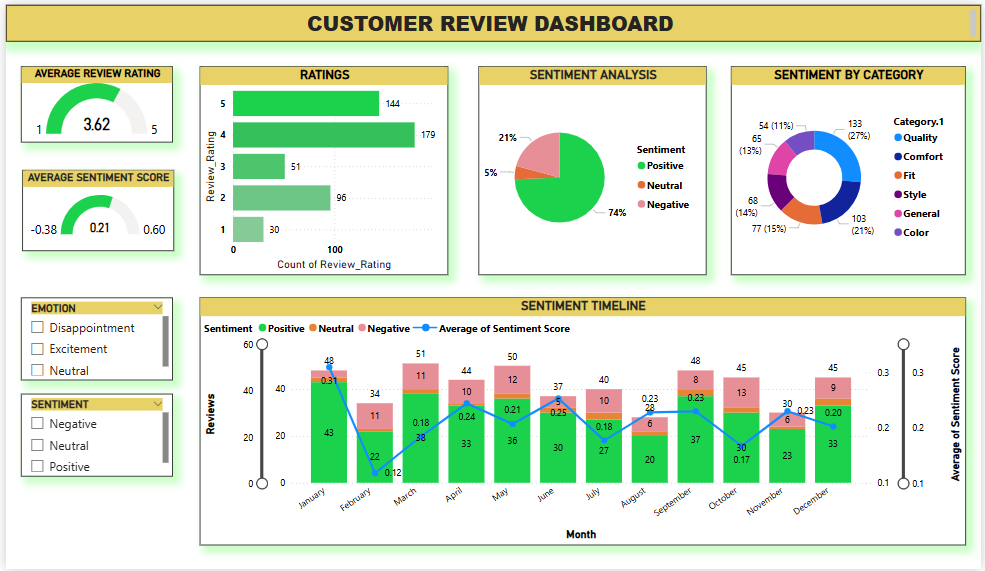 CUSTOMER REVIEW DASHBOARD
AVERAGE REVIEW RATING
3.62
1
5
AVERAGE SENTIMENT SCORE
0.21
-0.38
0.60
RATINGS
Review_Rating
5
144
4
179
3
51
2
96
1
30
0
100
Count of Review_Rating
SENTIMENT ANALYSIS
21%
5%
74%
Sentiment
Positive
Neutral
Negative
SENTIMENT BY CATEGORY
54 (11%)
65
(13%)
68
(14%)
77 (15%)
133
(27%)
103
(21%)
Category.1
Quality
Comfort
Fit
Style
General
Color
EMOTION
Disappointment
Excitement
Neutral
SENTIMENT
Negative
Neutral
Positive
SENTIMENT TIMELINE
Sentiment Positive Neutral Negative Average of Sentiment Score
Reviews
60
40
20
0
40
20
0
48
0.31
43
34
11
22
0.12
51
11
0.18
38
44
10
0.24
33
50
12
0.21
36
37
5
0.25
30
40
10
0.18
27
0.23
28
6
20
48
8
0.23
37
45
13
30
0.17
30
0.23
6
23
45
9
0.20
33
0.3
0.2
0.1
0.3
0.2
0.1
Average of Sentiment Score
January
February
March
April
May
June
July
August
September
October
November
December
Month